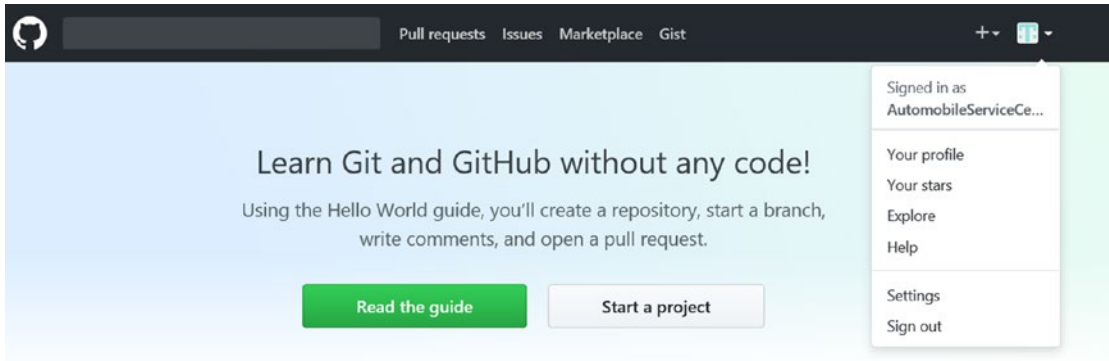 Pull requests Issues Marketplace Gist
Signed in as
AutomobileServiceCe...
Your profile
Your stars
Explore
Help
Settings
Sign out
Learn Git and GitHub without any code!
Using the Hello World guide, you'll create a repository, start a branch,
write comments, and open a pull request.
Read the guide
Start a project